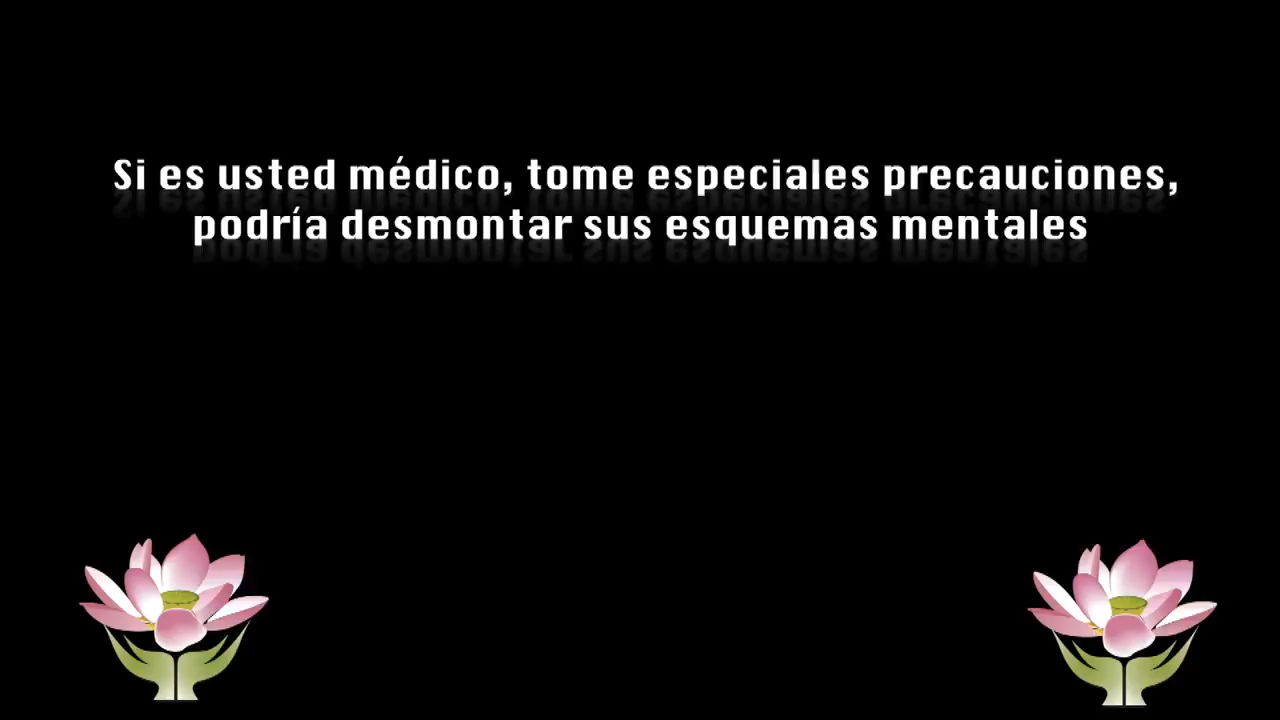 Si es usted médico, tome especiales precauciones,
podría desmontar sus esquemas mentales